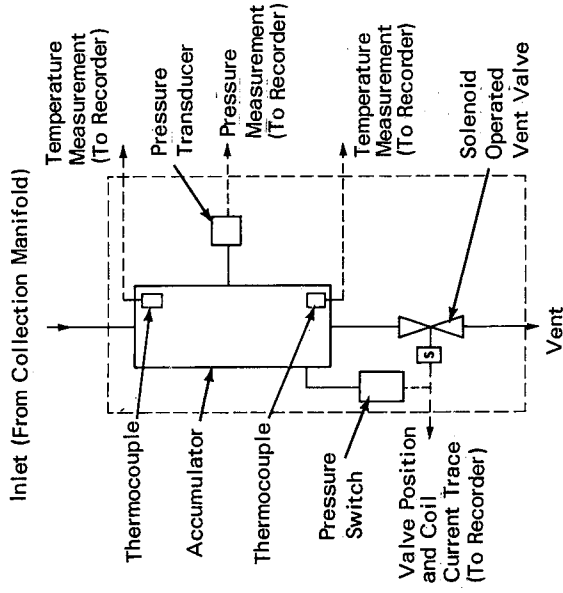 Inlet (From Collection Manifold)
Temperature
Measurement
(To Recorder)
Pressure
Transducer
Pressure
Measurement
(To Recorder)
Temperature
Measurement
(To Recorder)
Solenoid
Operated
Vent Valve
Thermocouple
Accumulator
Thermocouple
Pressure
Switch
S
Valve Position
and Coil
Current Trace
(To Recorder)
Vent